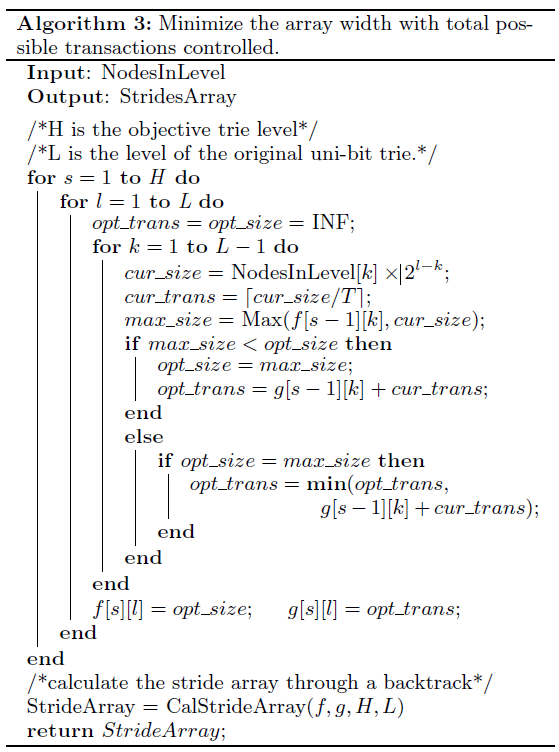 Algorithm 3: Minimize the array width with total pos-
sible transactions controlled.
Input: NodesInLevel
Output: StridesArray
/*H is the objective trie level*/
/*L is the level of the original uni-bit trie.*/
for s = 1 to H do
for l = 1 to L do
opt_trans = opt_size = INF;
for k = 1 to L − 1 do
cur_size = NodesInLevel[k] ×|2^{l−k};
cur_trans = ⌈cur_size/T⌉;
max_size = Max(f[s − 1][k], cur_size);
if max_size < opt_size then
opt_size = max_size;
opt_trans = g[s − 1][k] + cur_trans;
end
else
if opt_size = max_size then
opt_trans = min(opt_trans,
g[s − 1][k] + cur_trans);
end
end
end
f[s][l] = opt_size; g[s][l] = opt_trans;
end
end
/*calculate the stride array through a backtrack*/
StrideArray = CalStrideArray(f, g, H, L)
return StrideArray;